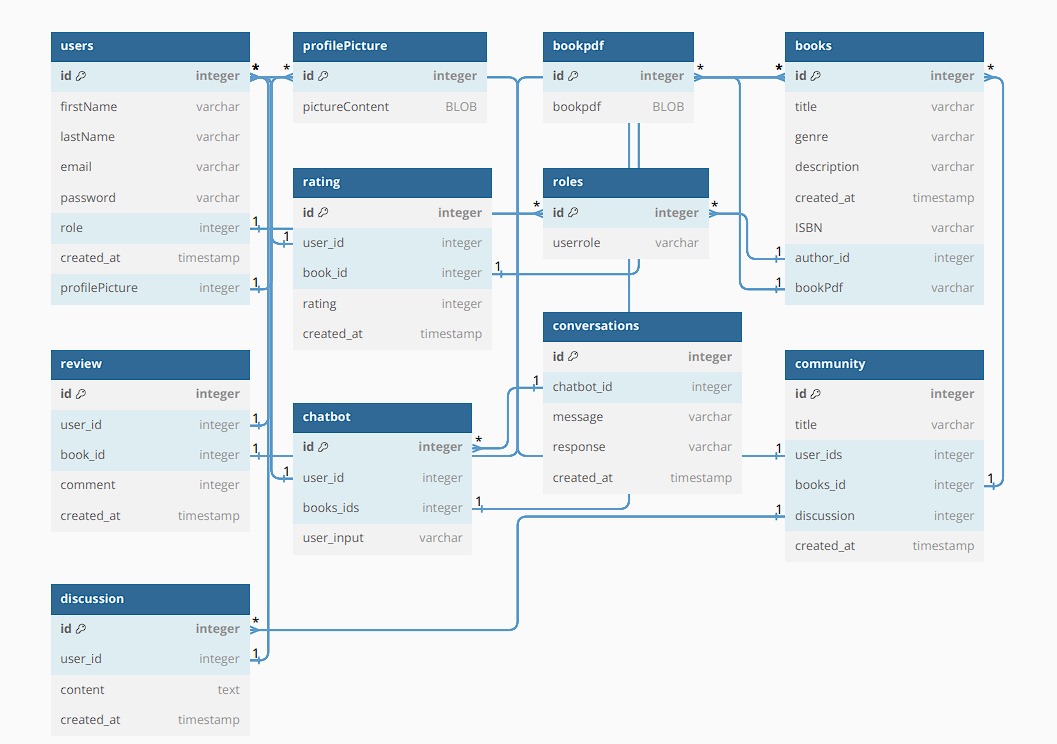 users
* id integer
firstName varchar
lastName varchar
email varchar
password varchar
role integer 1
created_at timestamp
profilePicture integer 1
profilePicture
* id integer
pictureContent BLOB
bookpdf
id integer *
bookpdf BLOB
books
* id integer *
title varchar
genre varchar
description varchar
created_at timestamp
ISBN varchar
1 author_id integer
1 bookPdf varchar
rating
id integer
1 user_id integer
book_id integer 1
rating integer
created_at timestamp
roles
* id integer *
userrole varchar
review
id integer
user_id integer 1
book_id integer 1
comment integer
created_at timestamp
chatbot
id integer *
1 user_id integer
books_ids integer 1
user_input varchar
conversations
id integer
1 chatbot_id integer
message varchar
response varchar
created_at timestamp
community
id integer
title varchar
1 user_ids integer
books_id integer 1
1 discussion integer
created_at timestamp
discussion
id integer *
user_id integer 1
content text
created_at timestamp